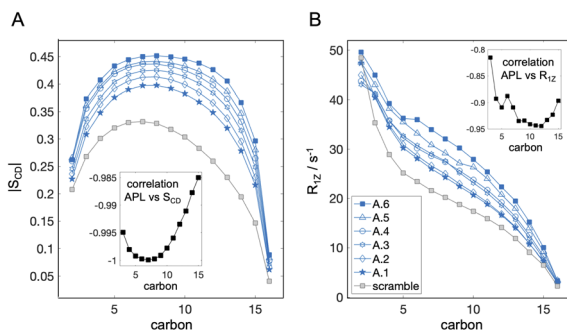 A
B
|S_CD|
0.45
0.4
0.35
0.3
0.25
0.2
0.15
0.1
0.05
5
10
15
carbon
correlation
APL vs S_CD
-0.985
-0.99
-0.995
-1
5
10
15
carbon
R_1Z / s^-1
50
40
30
20
10
0
5
10
15
carbon
correlation
APL vs R_1Z
-0.8
-0.85
-0.9
-0.95
5
10
15
carbon
A.6
A.5
A.4
A.3
A.2
A.1
scramble